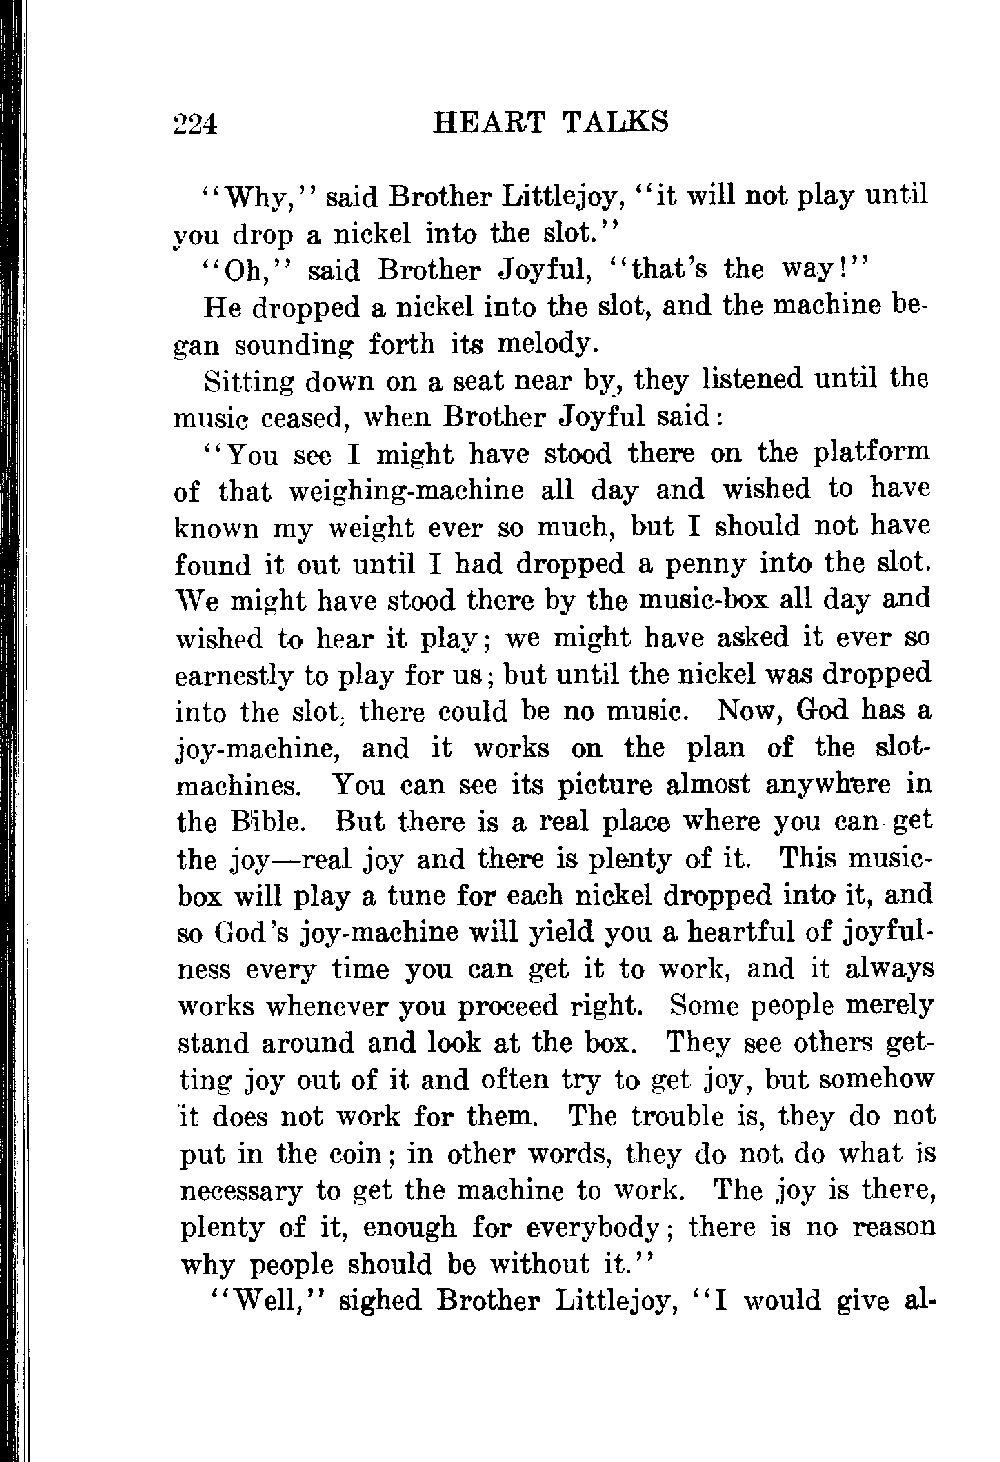 224 HEART TALKS
"Why," said Brother Littlejoy, "it will not play until
you drop a nickel into the slot."
"Oh," said Brother Joyful, "that's the way!"
He dropped a nickel into the slot, and the machine be-
gan sounding forth its melody.
Sitting down on a seat near by, they listened until the
music ceased, when Brother Joyful said:
"You see I might have stood there on the platform
of that weighing-machine all day and wished to have
known my weight ever so much, but I should not have
found it out until I had dropped a penny into the slot.
We might have stood there by the music-box all day and
wished to hear it play; we might have asked it ever so
earnestly to play for us; but until the nickel was dropped
into the slot, there could be no music. Now, God has a
joy-machine, and it works on the plan of the slot-
machines. You can see its picture almost anywhere in
the Bible. But there is a real place where you can get
the joy—real joy and there is plenty of it. This music-
box will play a tune for each nickel dropped into it, and
so God's joy-machine will yield you a heartful of joyful-
ness every time you can get it to work, and it always
works whenever you proceed right. Some people merely
stand around and look at the box. They see others get-
ting joy out of it and often try to get joy, but somehow
it does not work for them. The trouble is, they do not
put in the coin; in other words, they do not do what is
necessary to get the machine to work. The joy is there,
plenty of it, enough for everybody; there is no reason
why people should be without it."
"Well," sighed Brother Littlejoy, "I would give al-